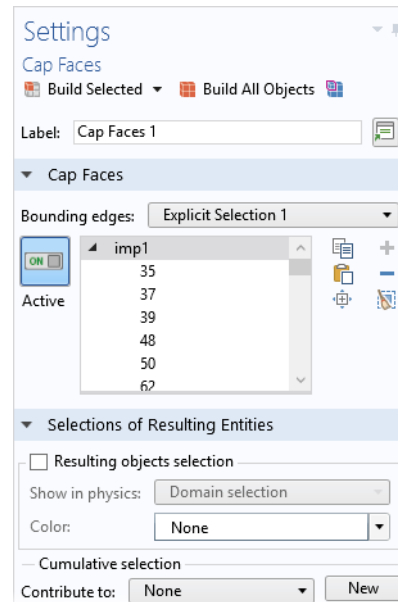 Settings
Cap Faces
Build Selected Build All Objects
Label: Cap Faces 1
Cap Faces
Bounding edges: Explicit Selection 1
ON imp1
35
Active 37
39
48
50
62
Selections of Resulting Entities
Resulting objects selection
Show in physics: Domain selection
Color: None
Cumulative selection
Contribute to: None New